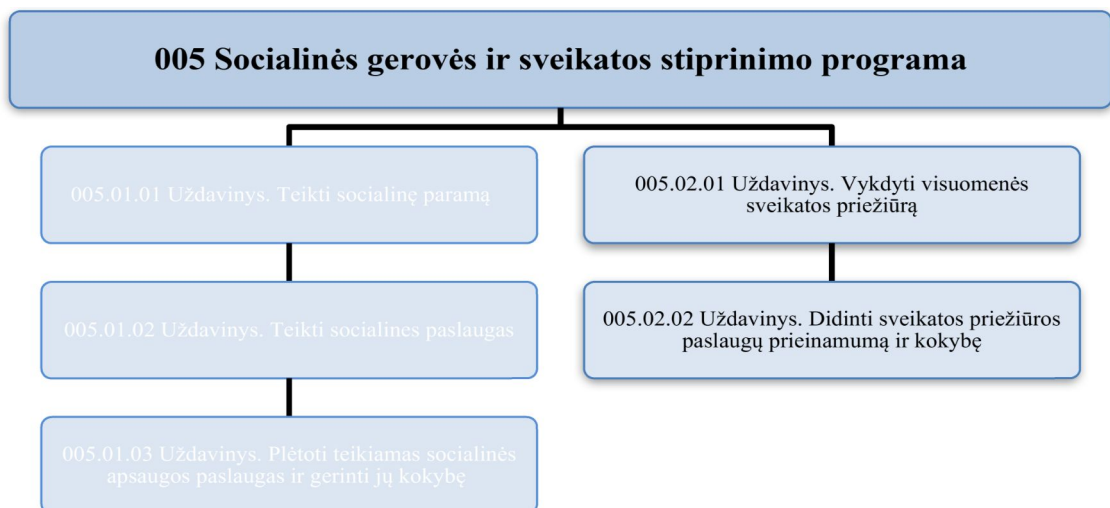 005 Socialinės gerovės ir sveikatos stiprinimo programa
005.01.01 Uždavinys. Teikti socialinę paramą
005.01.02 Uždavinys. Teikti socialines paslaugas
005.01.03 Uždavinys. Plėtoti teikiamas socialinės
apsaugos paslaugas ir gerinti jų kokybę
005.02.01 Uždavinys. Vykdyti visuomenės
sveikatos priežiūrą
005.02.02 Uždavinys. Didinti sveikatos priežiūros
paslaugų prieinamumą ir kokybę